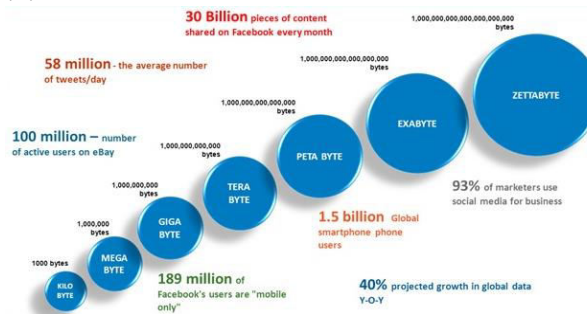 30 Billion pieces of content
shared on Facebook every month
1,000,000,000,000,000,000,000
bytes
58 million - the average number
of tweets/day
1,000,000,000,000,000,000
bytes
ZETTABYTE
1,000,000,000,000,000
bytes
EXABYTE
100 million – number
of active users on eBay
1,000,000,000,000
bytes
PETA BYTE
1,000,000,000
bytes
TERA
BYTE
93% of marketers use
social media for business
1,000,000
bytes
GIGA
BYTE
1.5 billion Global
smartphone phone
users
1000 bytes
MEGA
BYTE
189 million of
Facebook's users are "mobile
only"
KILO
BYTE
40% projected growth in global data
Y-O-Y